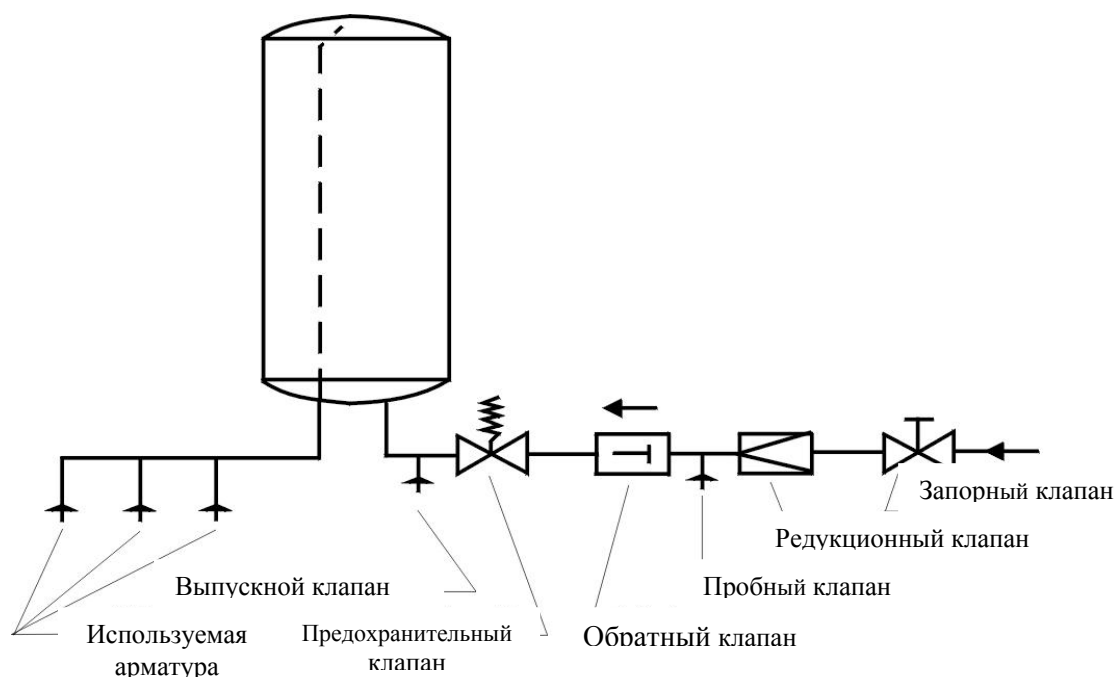 Запорный клапан
Редукционный клапан
Выпускной клапан
Пробный клапан
Используемая
арматура
Предохранительный
клапан
Обратный клапан